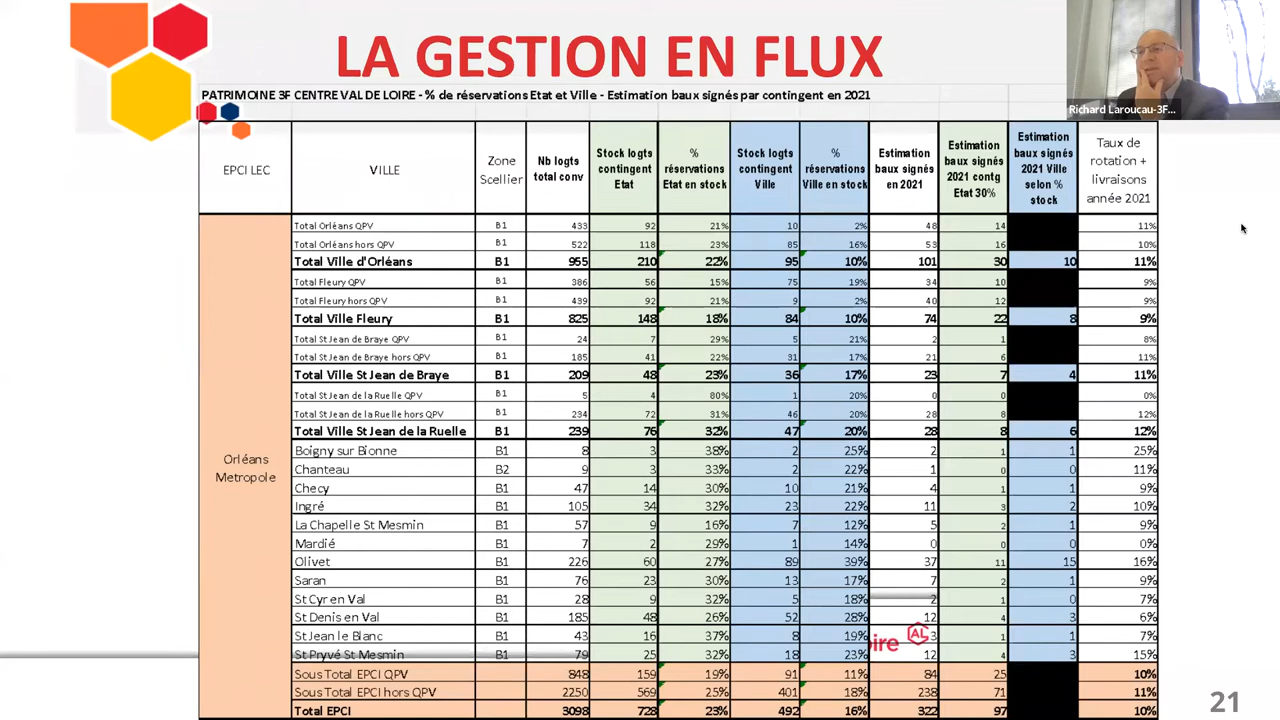 LA GESTION EN FLUX
PATRIMOINE 3F CENTRE VAL DE LOIRE - % de réservations Etat et Ville - Estimation baux signés par contingent en 2021
Richard Laroucau-3F...
EPCI LEC VILLE Zone Scellier Nb logts total conv Stock logts contingent Etat % réservations Etat en stock Stock logts contingent Ville % réservations Ville en stock Estimation baux signés en 2021 Estimation baux signés 2021 contg Etat 30% Estimation baux signés 2021 Ville selon % stock Taux de rotation + livraisons année 2021
Total Orléans QPV B1 433 92 21% 10 2% 48 14 11%
Total Orléans hors QPV B1 522 118 23% 85 16% 53 16 10%
Total Ville d'Orléans B1 955 210 22% 95 10% 101 30 10 11%
Total Fleury QPV B1 386 56 15% 75 19% 34 10 9%
Total Fleury hors QPV B1 439 92 21% 9 2% 40 12 9%
Total Ville Fleury B1 825 148 18% 84 10% 74 22 8 9%
Total St Jean de Braye QPV B1 24 7 29% 5 21% 2 1 8%
Total St Jean de Braye hors QPV B1 185 41 22% 31 17% 21 6 11%
Total Ville St Jean de Braye B1 209 48 23% 36 17% 23 7 4 11%
Total St Jean de la Ruelle QPV B1 5 4 80% 1 20% 0 0 0%
Total St Jean de la Ruelle hors QPV B1 234 72 31% 46 20% 28 8 12%
Total Ville St Jean de la Ruelle B1 239 76 32% 47 20% 28 8 6 12%
Orléans Metropole
Boigny sur Bionne B1 8 3 38% 2 25% 2 1 1 25%
Chanteau B2 9 3 33% 2 22% 1 0 0 11%
Checy B1 47 14 30% 10 21% 4 1 1 9%
Ingré B1 105 34 32% 23 22% 11 3 2 10%
La Chapelle St Mesmin B1 57 9 16% 7 12% 5 2 1 9%
Mardié B1 7 2 29% 1 14% 0 0 0 0%
Olivet B1 226 60 27% 89 39% 37 11 15 16%
Saran B1 76 23 30% 13 17% 7 2 1 9%
St Cyr en Val B1 28 9 32% 5 18% 2 1 0 7%
St Denis en Val B1 185 48 26% 52 28% 12 4 3 6%
St Jean le Blanc B1 43 16 37% 8 19% 3 1 1 7%
St Pryvé St Mesmin B1 79 25 32% 18 23% 12 4 3 15%
Sous Total EPCI QPV 848 159 19% 91 11% 84 25 10%
Sous Total EPCI hors QPV 2250 569 25% 401 18% 238 71 11%
Total EPCI 3098 728 23% 492 16% 322 97 10%
oire AL
21